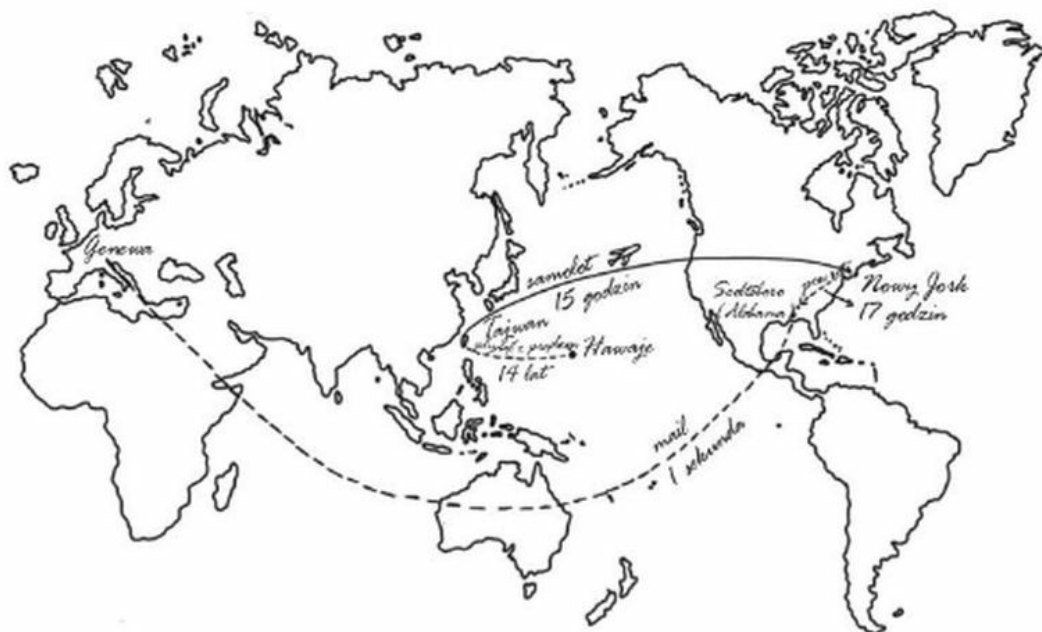 Genewa
samolot
15 godzin
Tajwan
14 lat
Hawaje
Scottsboro
(Alabama)
Nowy Jork
17 godzin
mail
1 sekunda